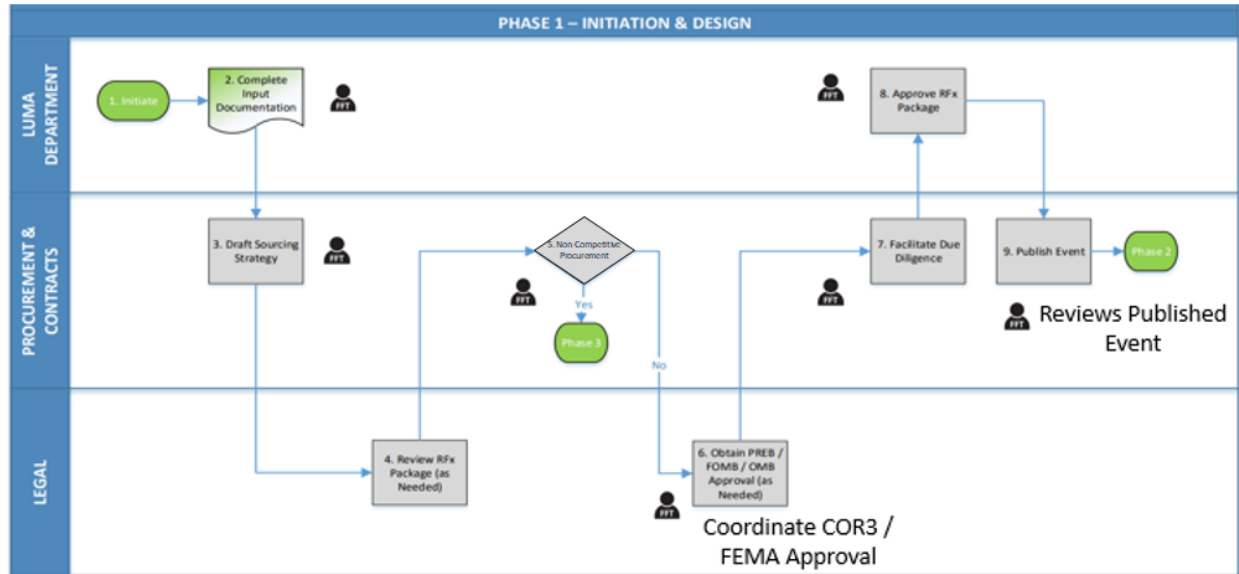 PHASE 1 – INITIATION & DESIGN
LUMA
DEPARTMENT
1. Initiate
2. Complete
Input
Documentation
FFT
FFT
8. Approve RFx
Package
PROCUREMENT &
CONTRACTS
3. Draft Sourcing
Strategy
FFT
5. Non Competitive
Procurement
FFT
Yes
Phase 3
No
7. Facilitate Due
Diligence
FFT
9. Publish Event
Phase 2
FFT
Reviews Published
Event
LEGAL
4. Review RFx
Package (as
Needed)
6. Obtain PREB /
FOMB / OMB
Approval (as
Needed)
FFT
Coordinate COR3 /
FEMA Approval